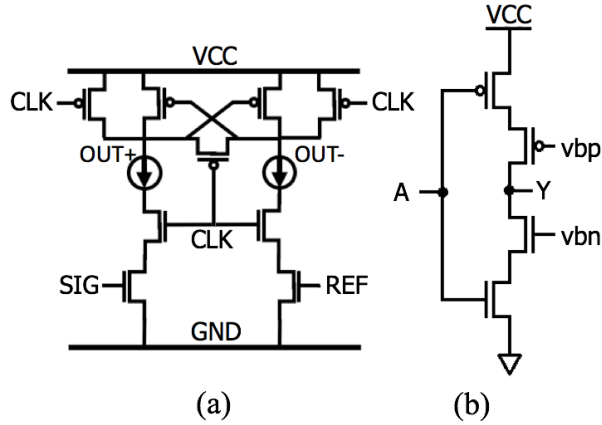 VCC
CLK
CLK
OUT+
OUT-
CLK
SIG
REF
GND
(a)
VCC
vbp
A
Y
vbn
(b)